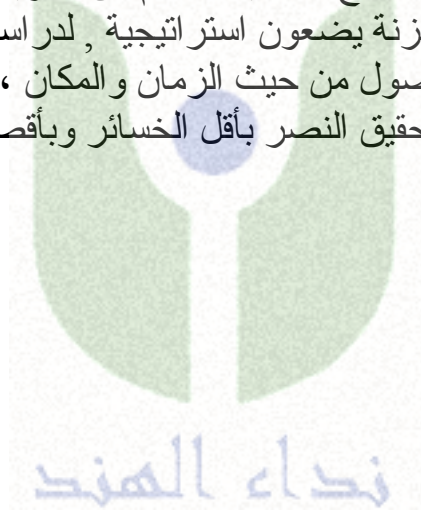 زنة يضعون استراتيجية , لدراس
صول من حيث الزمان والمكان ،
حقيق النصر بأقل الخسائر وبأقص
نداء الهند